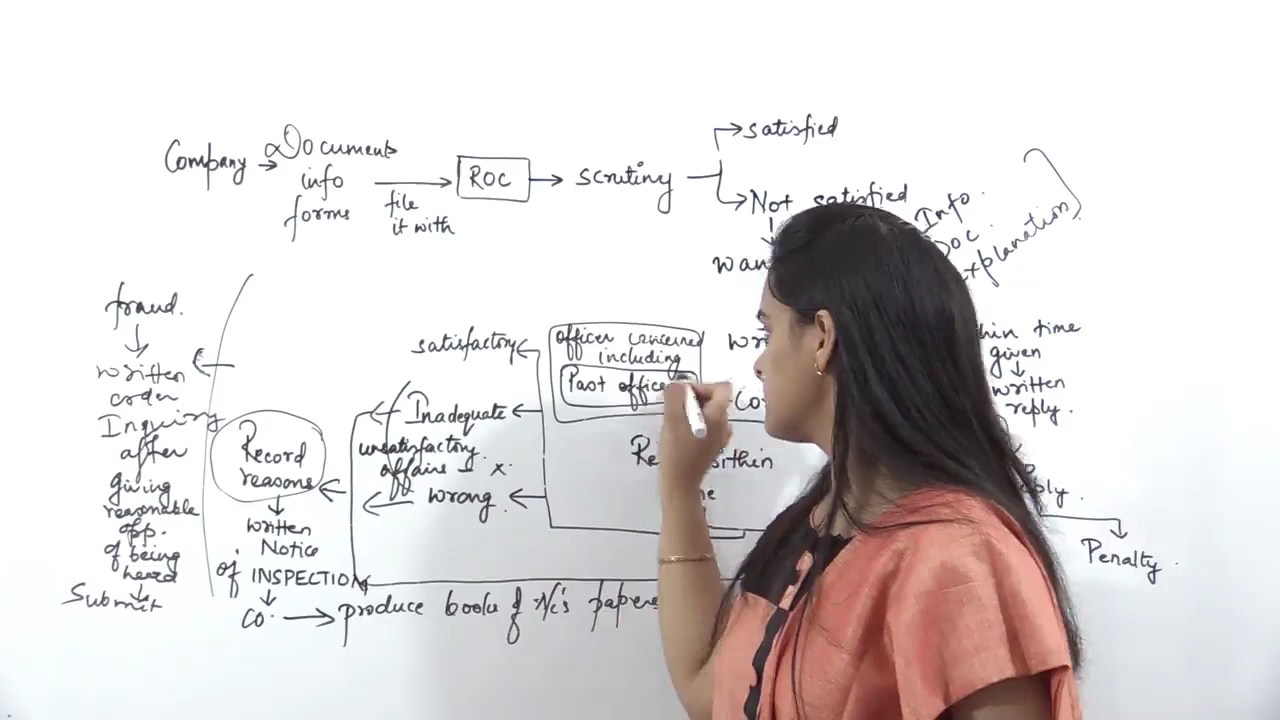 satisfied
Company → Documents
info
forms
file
it with
ROC
scrutiny
Not satisfied
Info.
Doc
explanation
fraud.
written
order
Inquiry
after
giving
reasonable
opp.
of being
heard
Submit
Record
reasons
written
Notice
of INSPECTION
co. → produce books of A/c's papers
satisfactory
Inadequate
unsatisfactory
affairs - x.
wrong
officer concerned
including
Past officer
within
time
given
written
reply.
Penalty